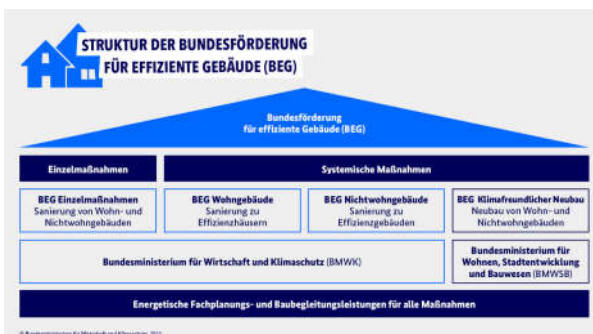 STRUKTUR DER BUNDESFÖRDERUNG
FÜR EFFIZIENTE GEBÄUDE (BEG)
Bundesförderung
für effiziente Gebäude (BEG)
Einzelmaßnahmen
Systemische Maßnahmen
BEG Einzelmaßnahmen
Sanierung von Wohn- und
Nichtwohngebäuden
BEG Wohngebäude
Sanierung zu
Effizienzhäusern
BEG Nichtwohngebäude
Sanierung zu
Effizienzgebäuden
BEG Klimafreundlicher Neubau
Neubau von Wohn- und
Nichtwohngebäuden
Bundesministerium für Wirtschaft und Klimaschutz (BMWK)
Bundesministerium für
Wohnen, Stadtentwicklung
und Bauwesen (BMWSB)
Energetische Fachplanungs- und Baubegleitungsleistungen für alle Maßnahmen